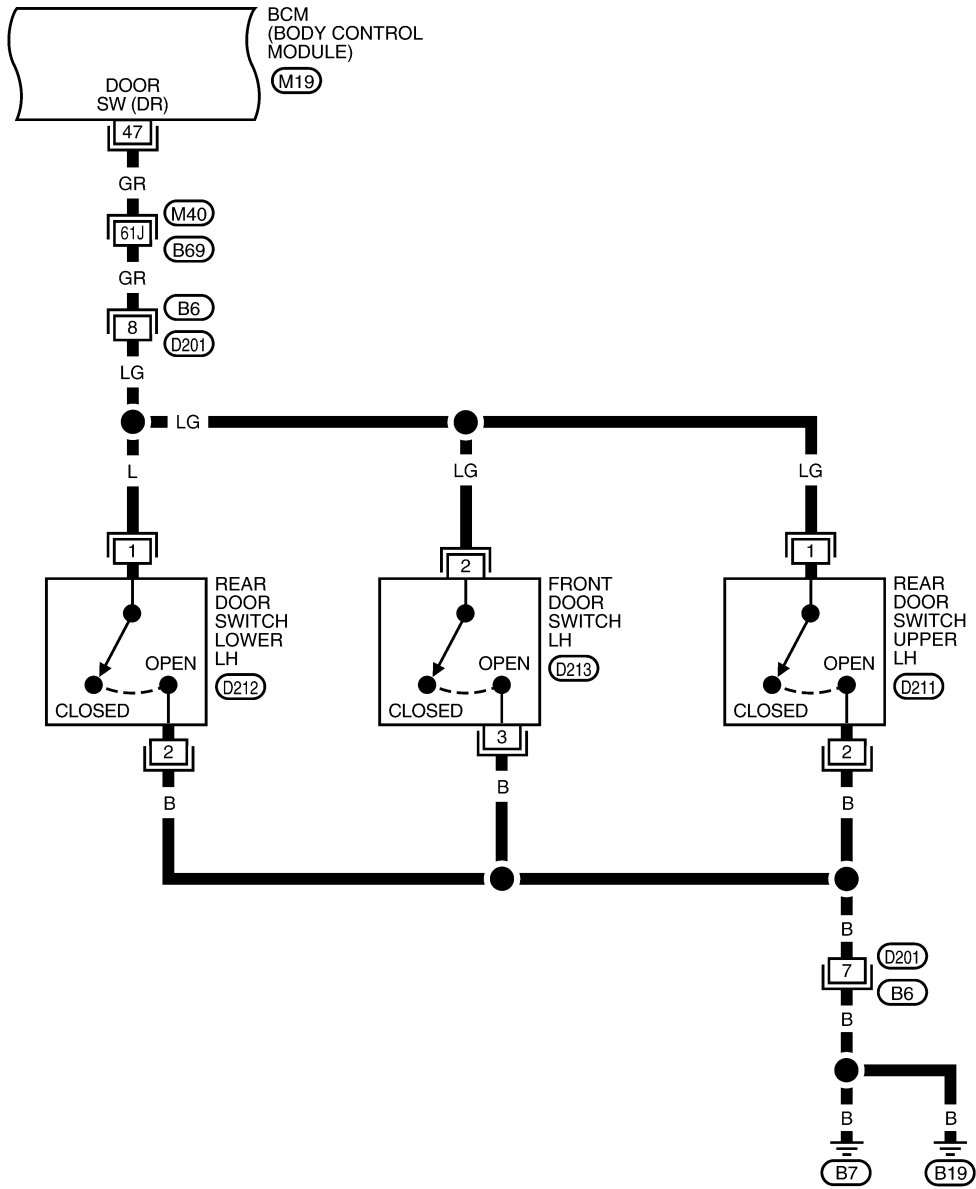 BCM
(BODY CONTROL
MODULE)
M19
DOOR
SW (DR)
47
GR
M40
61J
B69
GR
B6
8
D201
LG
LG
L
LG
LG
1
2
1
REAR
DOOR
SWITCH
LOWER
LH
D212
OPEN
CLOSED
FRONT
DOOR
SWITCH
LH
D213
OPEN
CLOSED
REAR
DOOR
SWITCH
UPPER
LH
D211
OPEN
CLOSED
2
3
2
B
B
B
B
D201
7
B6
B
B
B
B7
B19